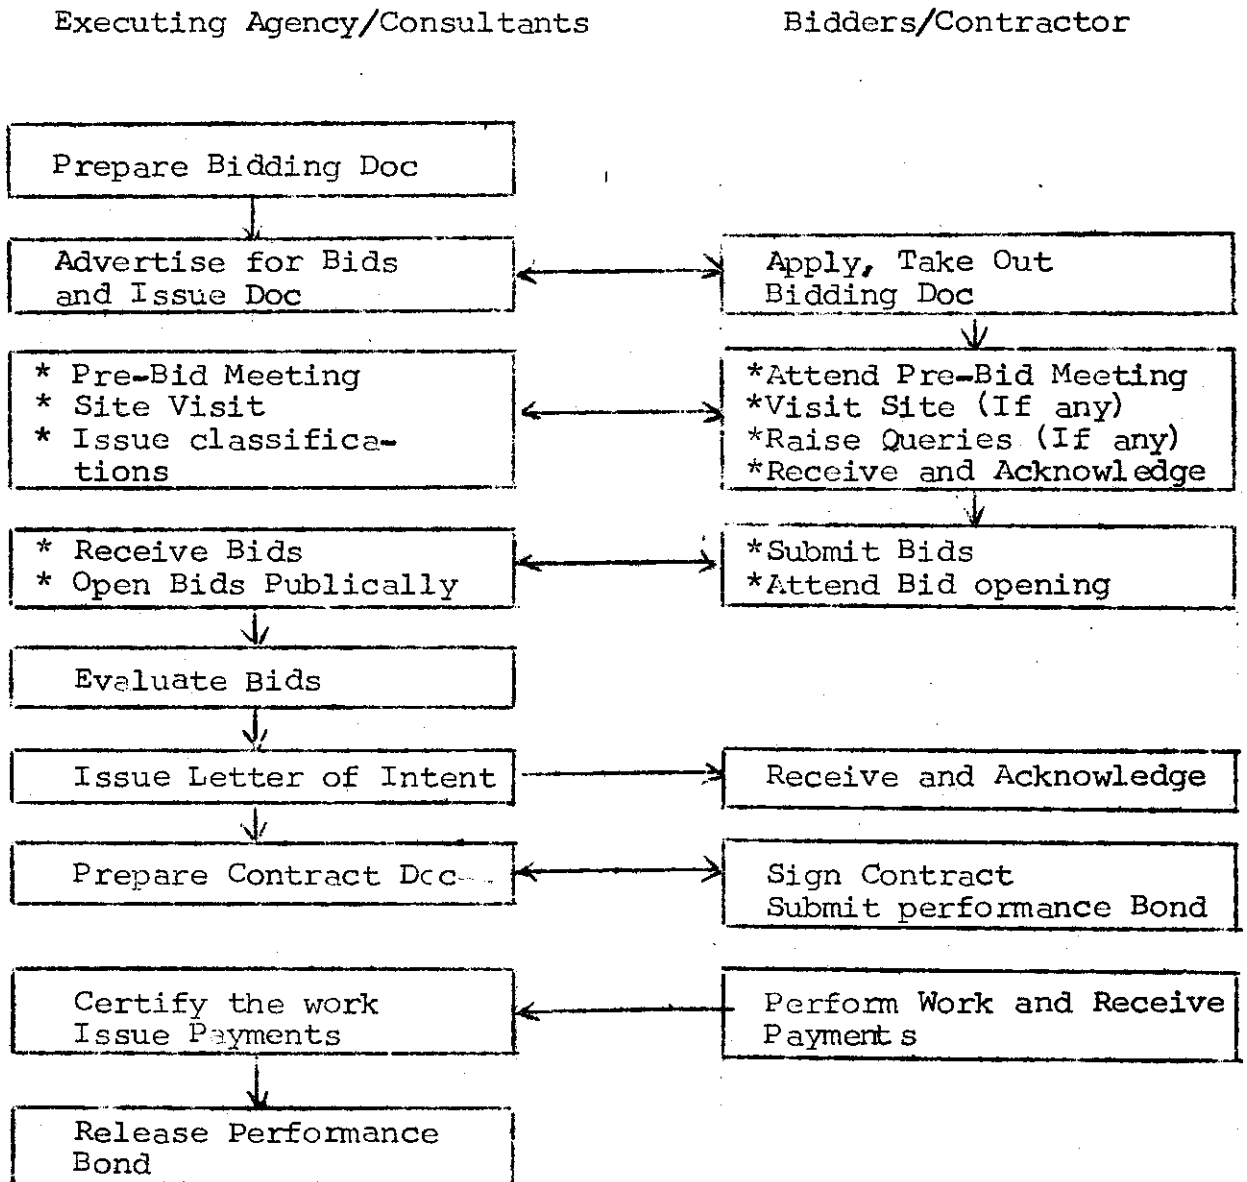 Executing Agency/Consultants
Bidders/Contractor
Prepare Bidding Doc
Advertise for Bids
and Issue Doc
Apply, Take Out
Bidding Doc
* Pre-Bid Meeting
* Site Visit
* Issue classifica-
tions
*Attend Pre-Bid Meeting
*Visit Site (If any)
*Raise Queries (If any)
*Receive and Acknowledge
* Receive Bids
* Open Bids Publically
*Submit Bids
*Attend Bid opening
Evaluate Bids
Issue Letter of Intent
Receive and Acknowledge
Prepare Contract Doc
Sign Contract
Submit performance Bond
Certify the work
Issue Payments
Perform Work and Receive
Payments
Release Performance
Bond